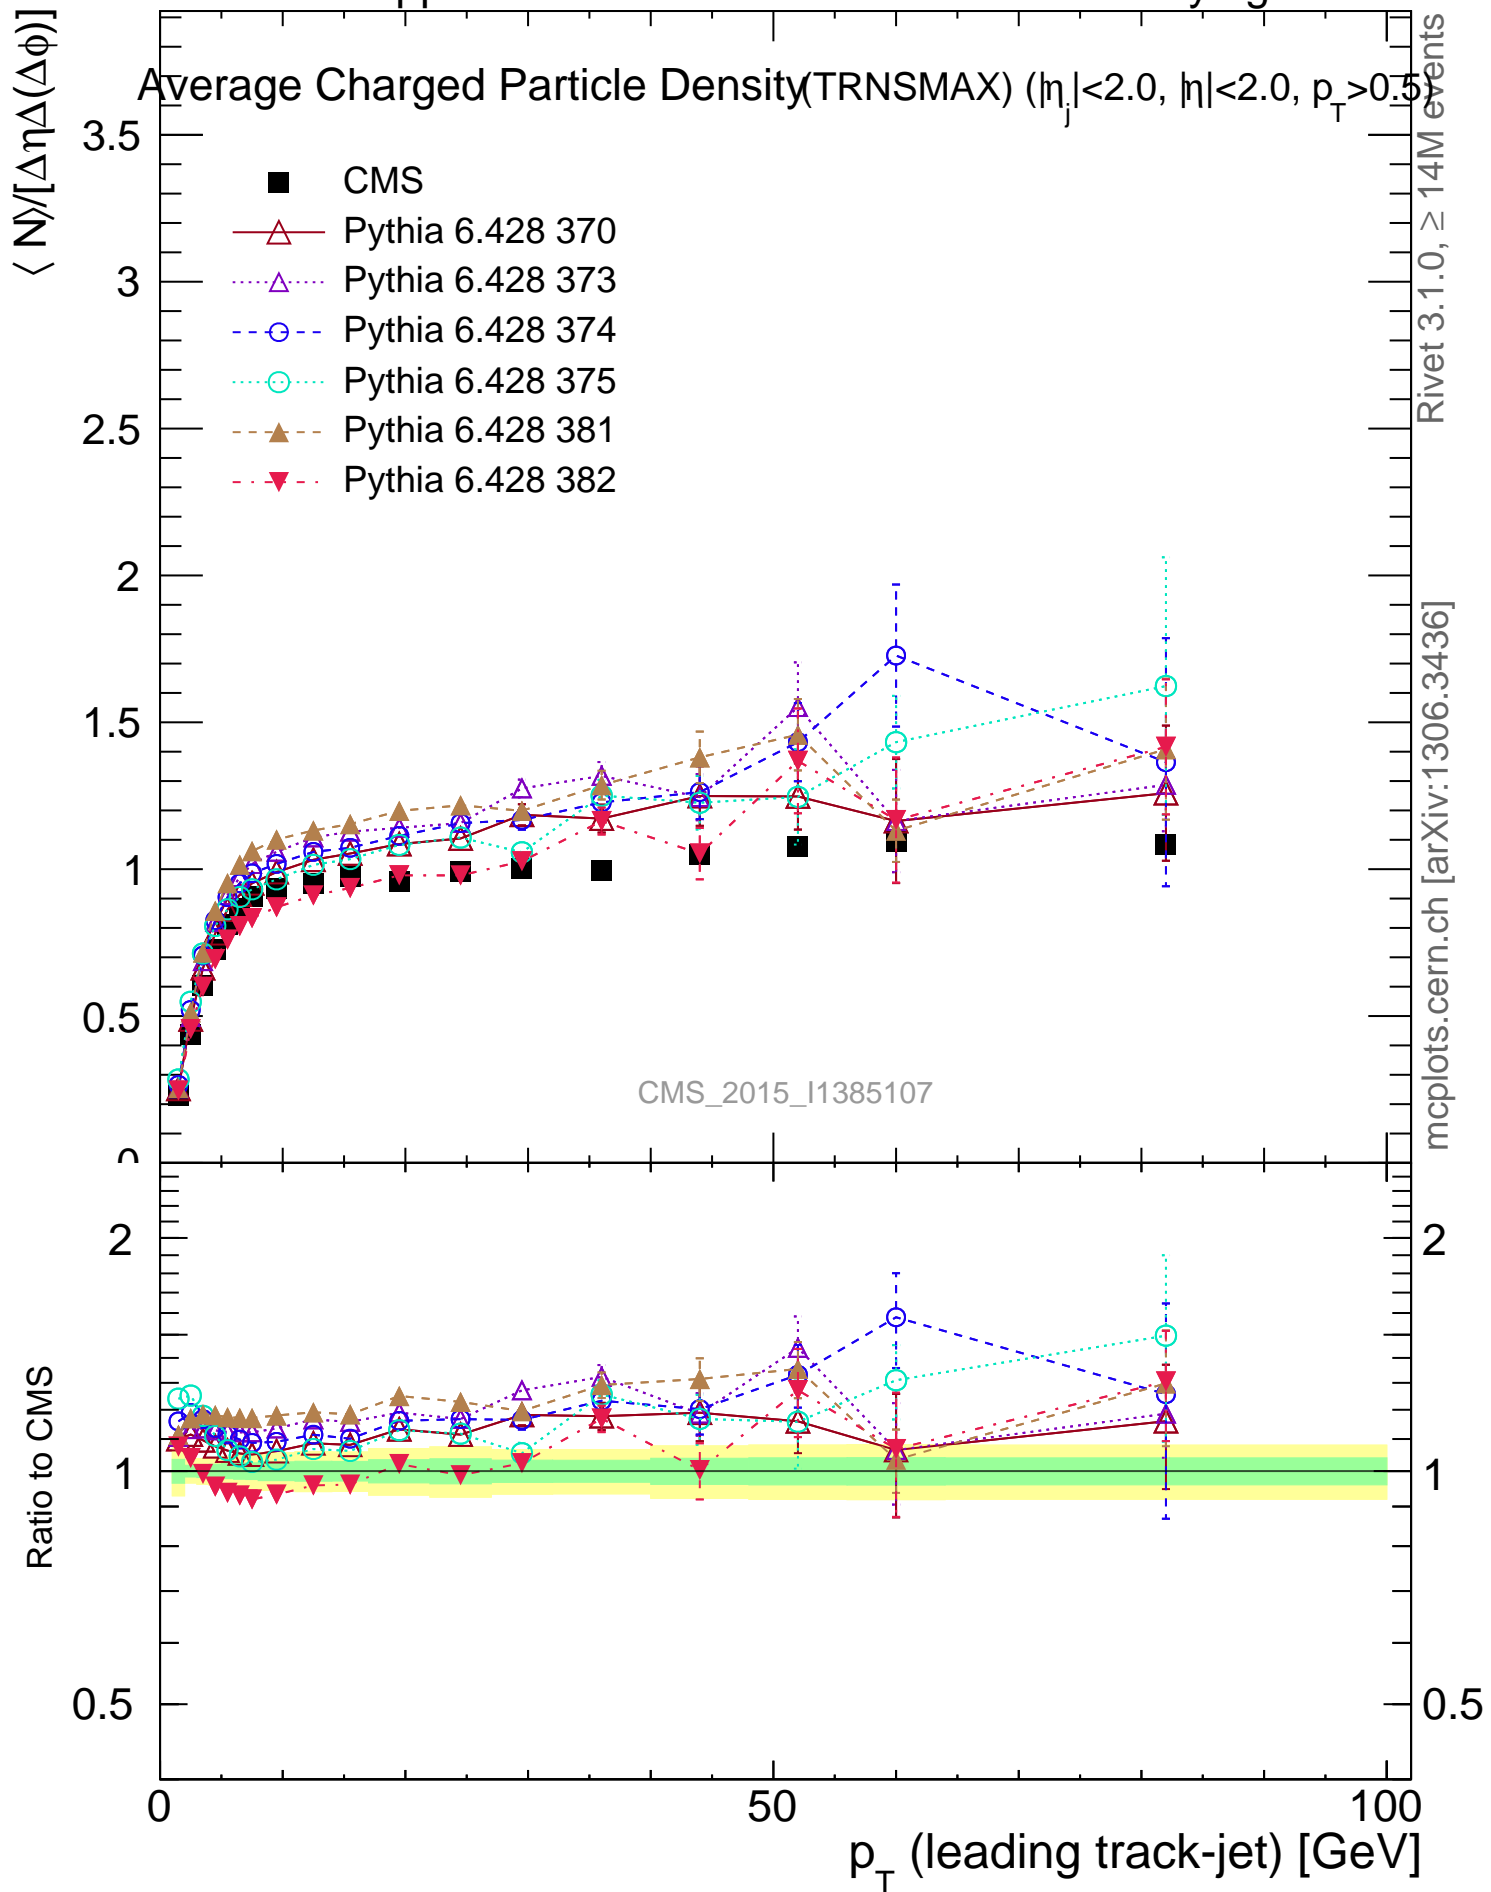 Average Charged Particle Density (TRNSMAX) (|η_j|<2.0, |η|<2.0, p_T>0.5)
⟨ N⟩/[ΔηΔ(Δϕ)]
3.5
3
2.5
2
1.5
1
0.5
0
CMS
Pythia 6.428 370
Pythia 6.428 373
Pythia 6.428 374
Pythia 6.428 375
Pythia 6.428 381
Pythia 6.428 382
CMS_2015_I1385107
Rivet 3.1.0, ≥ 14M events
mcplots.cern.ch [arXiv:1306.3436]
Ratio to CMS
2
1
0.5
2
1
0.5
0
50
100
p_T (leading track-jet) [GeV]